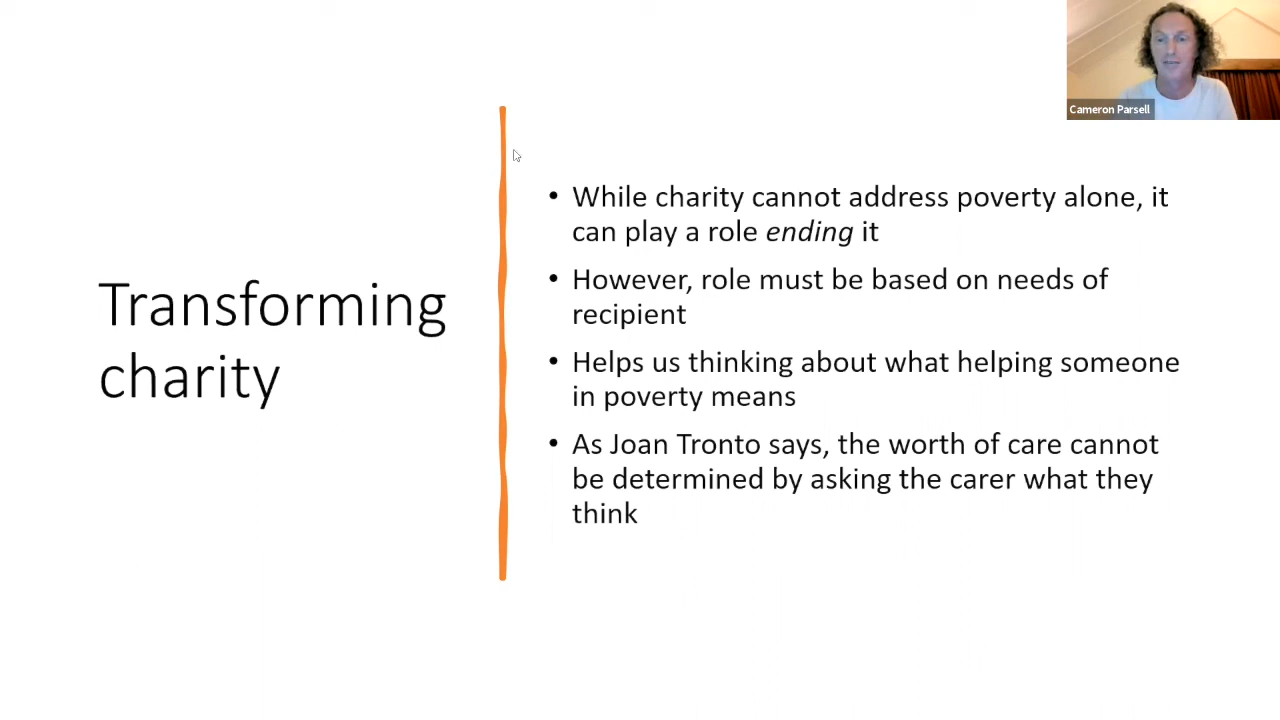 Cameron Parsell
Transforming
charity
• While charity cannot address poverty alone, it
can play a role ending it
• However, role must be based on needs of
recipient
• Helps us thinking about what helping someone
in poverty means
• As Joan Tronto says, the worth of care cannot
be determined by asking the carer what they
think